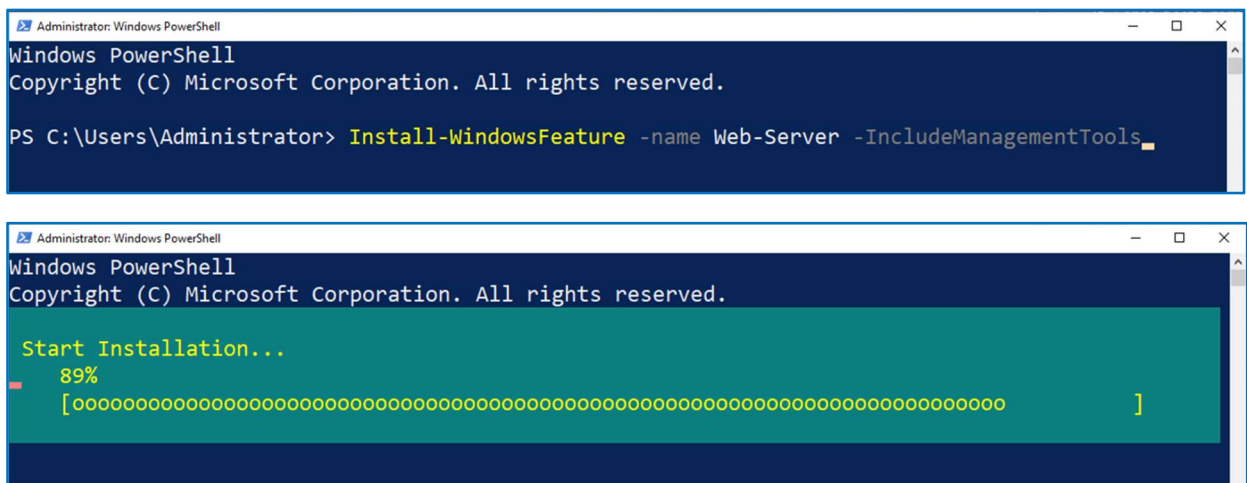 Administrator: Windows PowerShell
Windows PowerShell
Copyright (C) Microsoft Corporation. All rights reserved.
PS C:\Users\Administrator> Install-WindowsFeature -name Web-Server -IncludeManagementTools
Administrator: Windows PowerShell
Windows PowerShell
Copyright (C) Microsoft Corporation. All rights reserved.
Start Installation...
89%
[oooooooooooooooooooooooooooooooooooooooooooooooooooooooooooooooooooooooooo ]